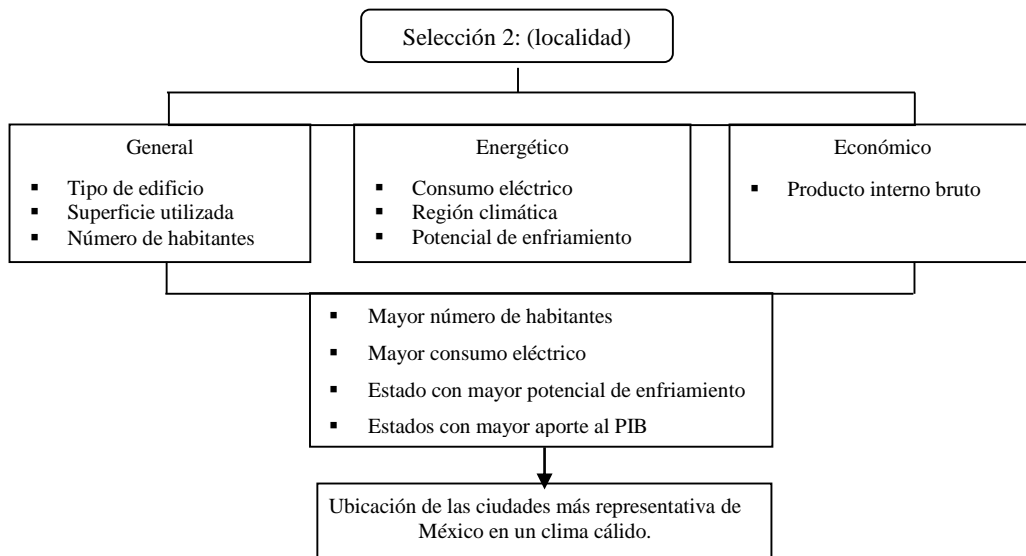 Selección 2: (localidad)
General
▪ Tipo de edificio
▪ Superficie utilizada
▪ Número de habitantes
Energético
▪ Consumo eléctrico
▪ Región climática
▪ Potencial de enfriamiento
Económico
▪ Producto interno bruto
▪ Mayor número de habitantes
▪ Mayor consumo eléctrico
▪ Estado con mayor potencial de enfriamiento
▪ Estados con mayor aporte al PIB
Ubicación de las ciudades más representativa de
México en un clima cálido.